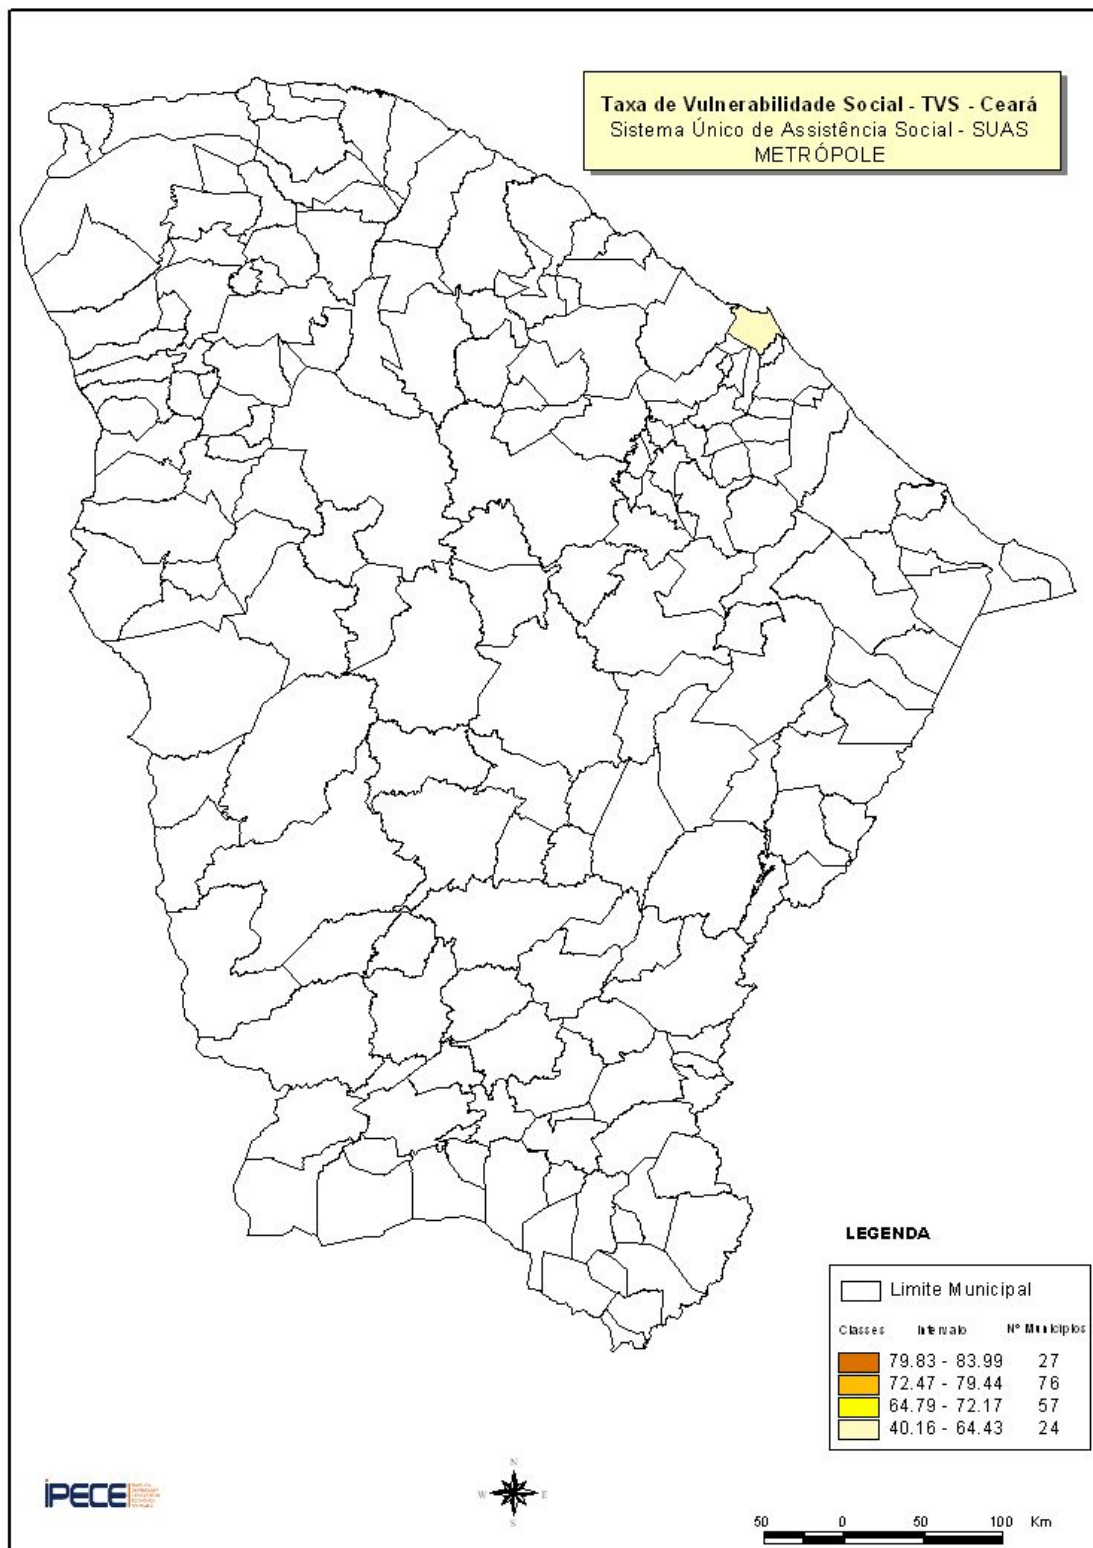 Taxa de Vulnerabilidade Social - TVS - Ceará
Sistema Único de Assistência Social - SUAS
METRÓPOLE
LEGENDA
Limite Municipal
Classes Intervalo Nº Municípios
79.83 - 83.99 27
72.47 - 79.44 76
64.79 - 72.17 57
40.16 - 64.43 24
IPECE
N
W E
S
50 0 50 100 Km